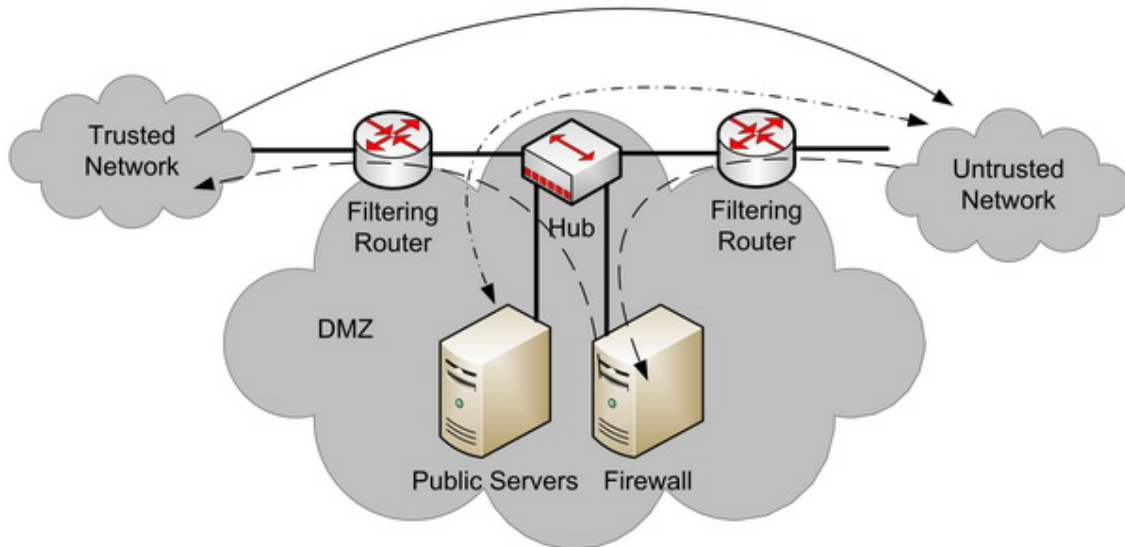 Trusted
Network
Filtering
Router
Hub
Filtering
Router
Untrusted
Network
DMZ
Public Servers
Firewall